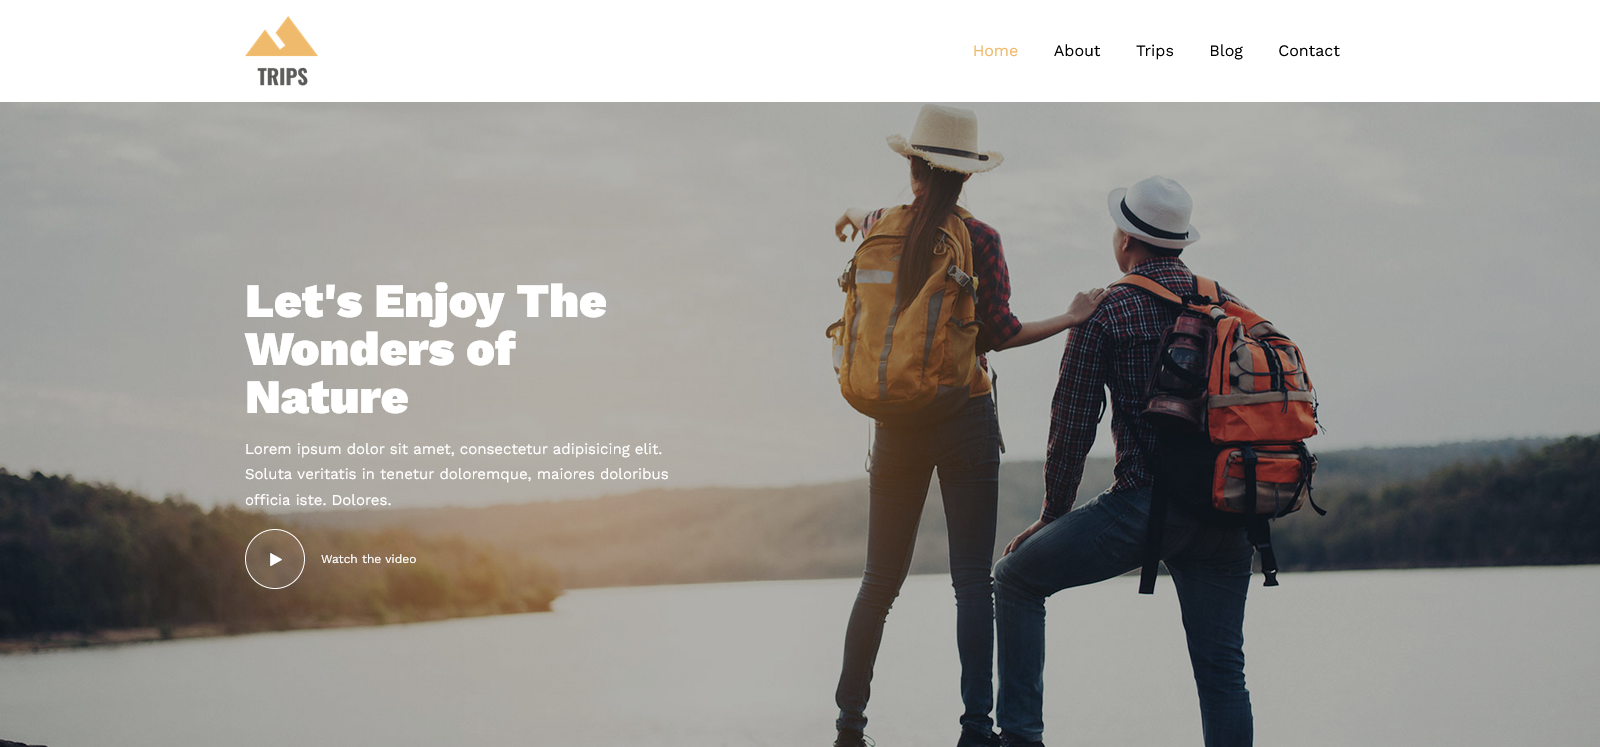 TRIPS
Home About Trips Blog Contact
Let's Enjoy The
Wonders of
Nature
Lorem ipsum dolor sit amet, consectetur adipisicing elit.
Soluta veritatis in tenetur doloremque, maiores doloribus
officia iste. Dolores.
Watch the video